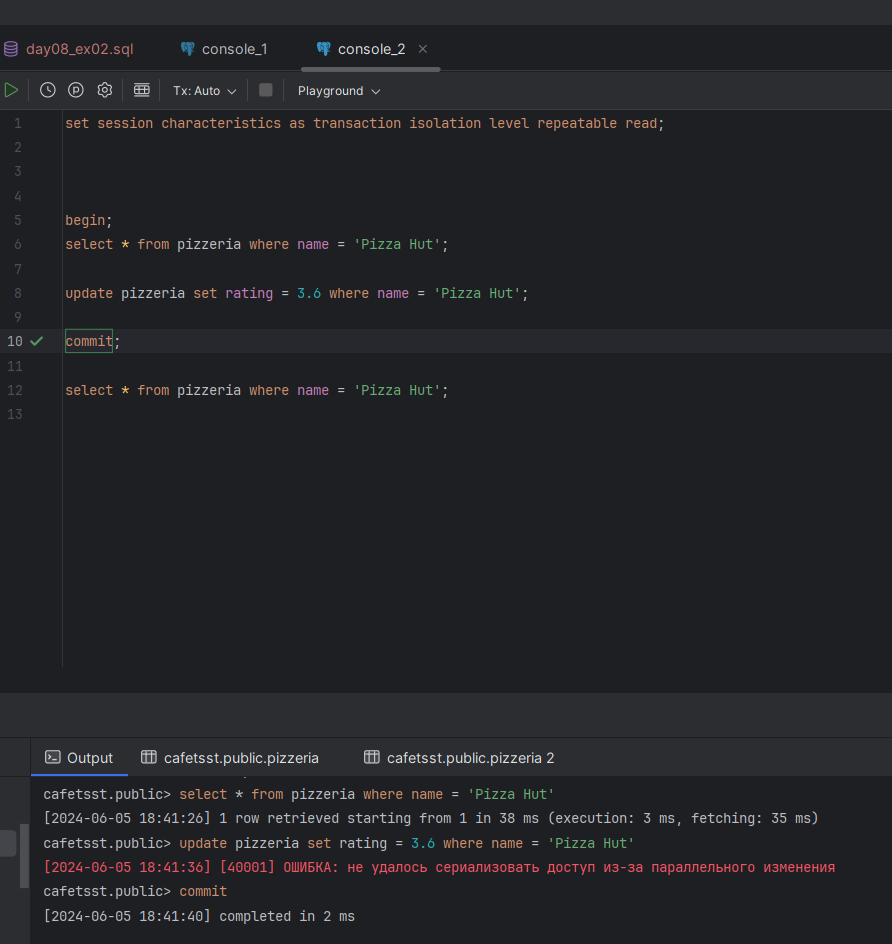 day08_ex02.sql console_1 console_2
Tx: Auto Playground
1 set session characteristics as transaction isolation level repeatable read;
2
3
4
5 begin;
6 select * from pizzeria where name = 'Pizza Hut';
7
8 update pizzeria set rating = 3.6 where name = 'Pizza Hut';
9
10 commit;
11
12 select * from pizzeria where name = 'Pizza Hut';
13
Output cafetsst.public.pizzeria cafetsst.public.pizzeria 2
cafetsst.public> select * from pizzeria where name = 'Pizza Hut'
[2024-06-05 18:41:26] 1 row retrieved starting from 1 in 38 ms (execution: 3 ms, fetching: 35 ms)
cafetsst.public> update pizzeria set rating = 3.6 where name = 'Pizza Hut'
[2024-06-05 18:41:36] [40001] ОШИБКА: не удалось сериализовать доступ из-за параллельного изменения
cafetsst.public> commit
[2024-06-05 18:41:40] completed in 2 ms